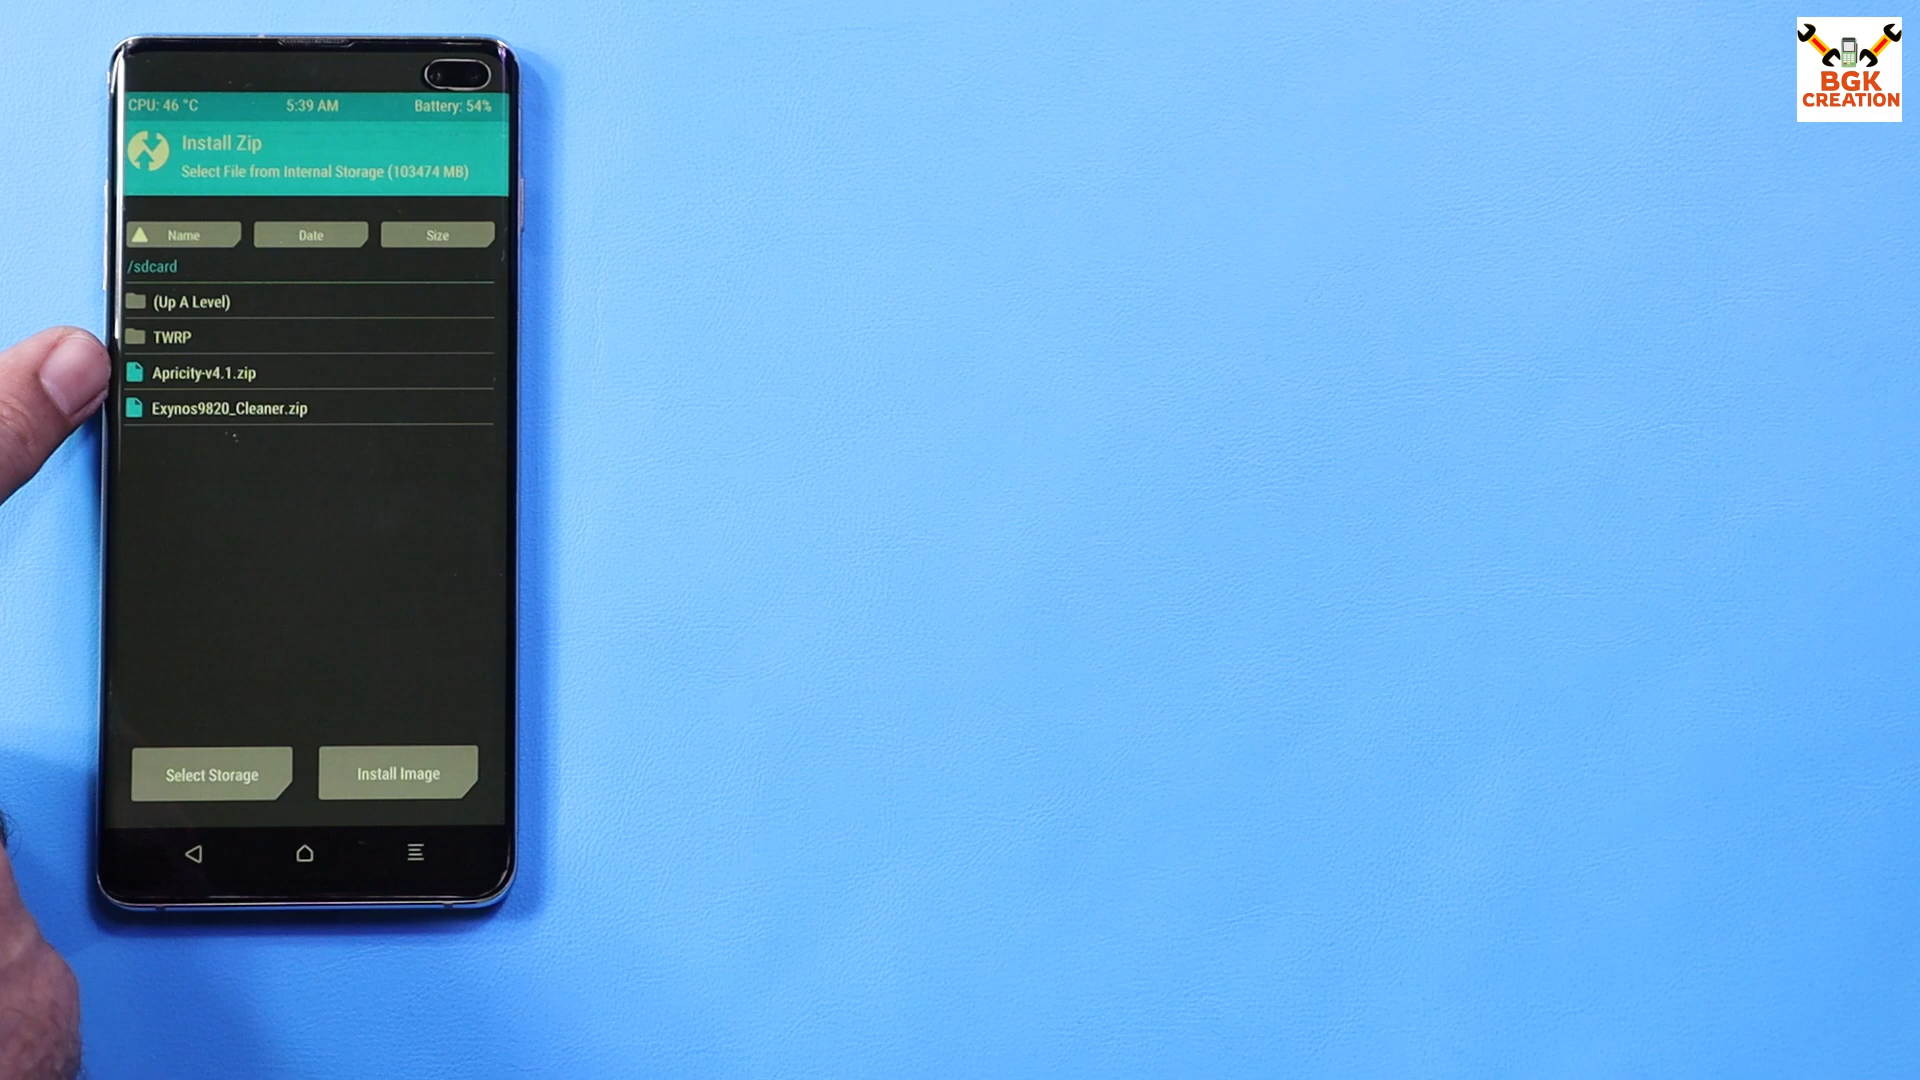 CPU: 46 °C 5:39 AM Battery: 54%
Install Zip
Select File from Internal Storage (103474 MB)
Name Date Size
/sdcard
(Up A Level)
TWRP
Apricity-v4.1.zip
Exynos9820_Cleaner.zip
Select Storage Install Image
BGK
CREATION